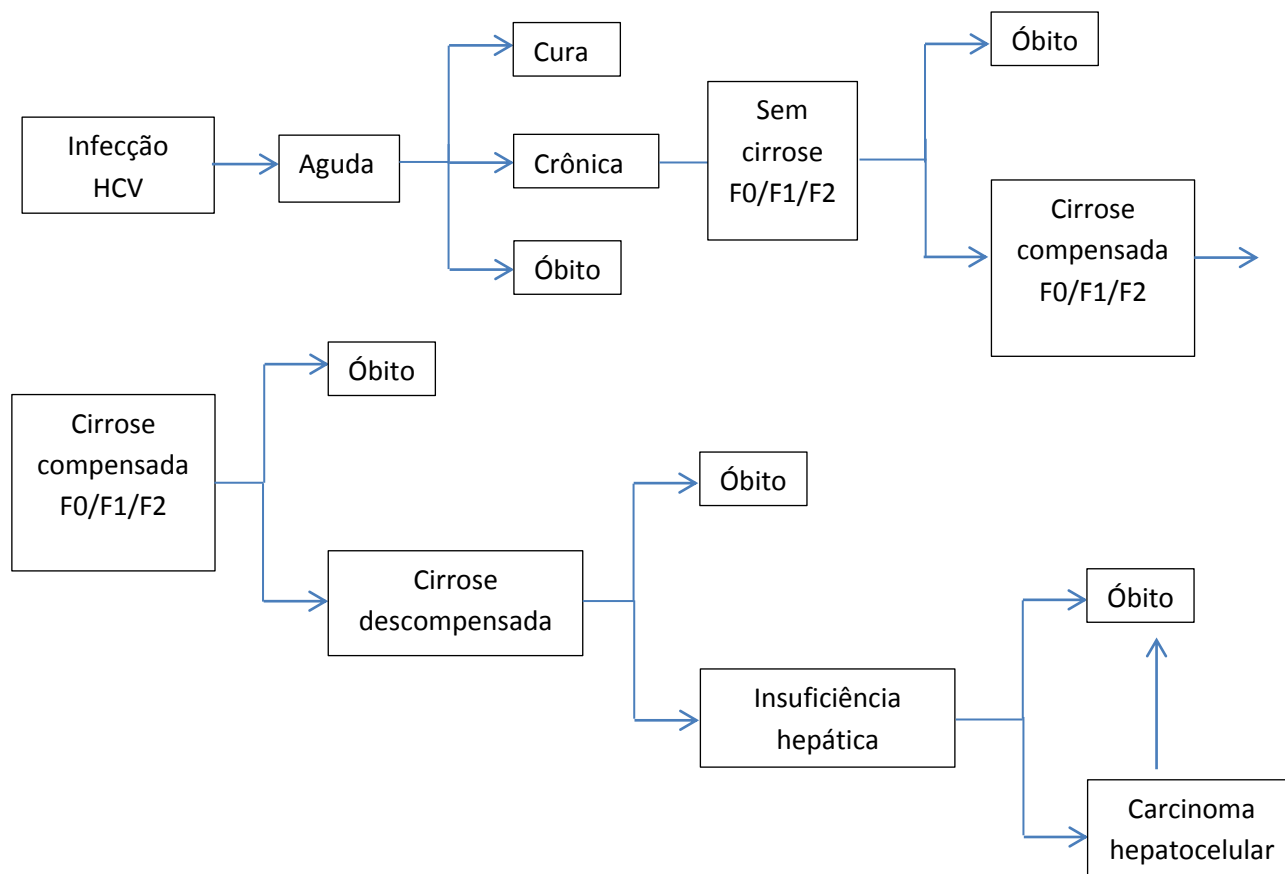 Infecção
HCV
Aguda
Cura
Crônica
Óbito
Sem
cirrose
F0/F1/F2
Óbito
Cirrose
compensada
F0/F1/F2
Cirrose
compensada
F0/F1/F2
Óbito
Cirrose
descompensada
Óbito
Insuficiência
hepática
Óbito
Carcinoma
hepatocelular